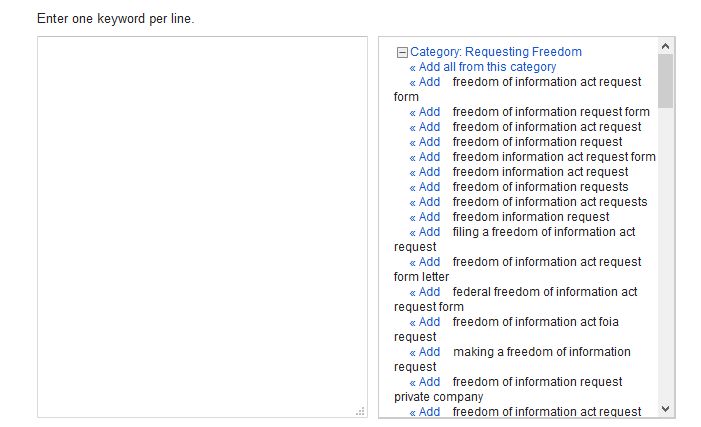 Enter one keyword per line.
Category: Requesting Freedom
« Add all from this category
« Add freedom of information act request
form
« Add freedom of information request form
« Add freedom of information act request
« Add freedom of information request
« Add freedom information act request form
« Add freedom information act request
« Add freedom of information requests
« Add freedom of information act requests
« Add freedom information request
« Add filing a freedom of information act
request
« Add freedom of information act request
form letter
« Add federal freedom of information act
request form
« Add freedom of information act foia
request
« Add making a freedom of information
request
« Add freedom of information request
private company
« Add freedom of information act request